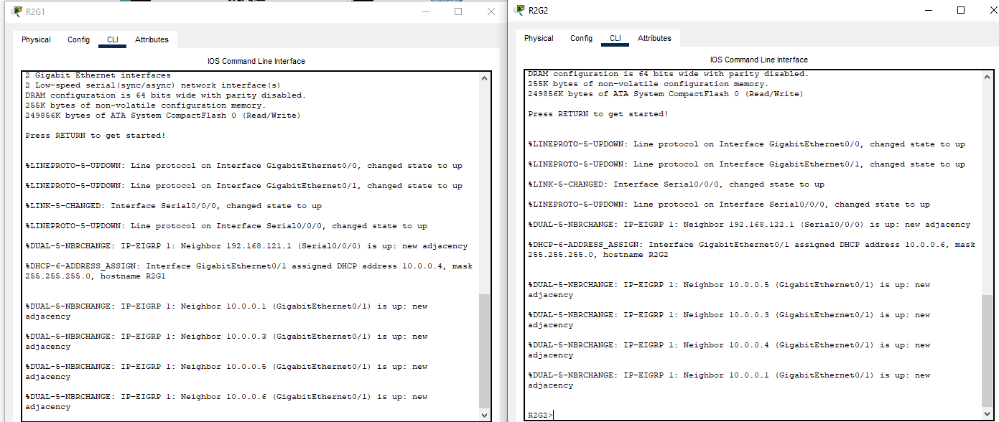 R2G1
Physical Config CLI Attributes
IOS Command Line Interface
2 Gigabit Ethernet interfaces
2 Low-speed serial(sync/async) network interface(s)
DRAM configuration is 64 bits wide with parity disabled.
255K bytes of non-volatile configuration memory.
249856K bytes of ATA System CompactFlash 0 (Read/Write)
Press RETURN to get started!
%LINEPROTO-5-UPDOWN: Line protocol on Interface GigabitEthernet0/0, changed state to up
%LINEPROTO-5-UPDOWN: Line protocol on Interface GigabitEthernet0/1, changed state to up
%LINK-5-CHANGED: Interface Serial0/0/0, changed state to up
%LINEPROTO-5-UPDOWN: Line protocol on Interface Serial0/0/0, changed state to up
%DUAL-5-NBRCHANGE: IP-EIGRP 1: Neighbor 192.168.121.1 (Serial0/0/0) is up: new adjacency
%DHCP-6-ADDRESS_ASSIGN: Interface GigabitEthernet0/1 assigned DHCP address 10.0.0.4, mask
255.255.255.0, hostname R2G1
%DUAL-5-NBRCHANGE: IP-EIGRP 1: Neighbor 10.0.0.1 (GigabitEthernet0/1) is up: new
adjacency
%DUAL-5-NBRCHANGE: IP-EIGRP 1: Neighbor 10.0.0.3 (GigabitEthernet0/1) is up: new
adjacency
%DUAL-5-NBRCHANGE: IP-EIGRP 1: Neighbor 10.0.0.5 (GigabitEthernet0/1) is up: new
adjacency
%DUAL-5-NBRCHANGE: IP-EIGRP 1: Neighbor 10.0.0.6 (GigabitEthernet0/1) is up: new
adjacency
R2G2
Physical Config CLI Attributes
IOS Command Line Interface
DRAM configuration is 64 bits wide with parity disabled.
255K bytes of non-volatile configuration memory.
249856K bytes of ATA System CompactFlash 0 (Read/Write)
Press RETURN to get started!
%LINEPROTO-5-UPDOWN: Line protocol on Interface GigabitEthernet0/0, changed state to up
%LINEPROTO-5-UPDOWN: Line protocol on Interface GigabitEthernet0/1, changed state to up
%LINK-5-CHANGED: Interface Serial0/0/0, changed state to up
%LINEPROTO-5-UPDOWN: Line protocol on Interface Serial0/0/0, changed state to up
%DUAL-5-NBRCHANGE: IP-EIGRP 1: Neighbor 192.168.122.1 (Serial0/0/0) is up: new adjacency
%DHCP-6-ADDRESS_ASSIGN: Interface GigabitEthernet0/1 assigned DHCP address 10.0.0.6, mask
255.255.255.0, hostname R2G2
%DUAL-5-NBRCHANGE: IP-EIGRP 1: Neighbor 10.0.0.5 (GigabitEthernet0/1) is up: new
adjacency
%DUAL-5-NBRCHANGE: IP-EIGRP 1: Neighbor 10.0.0.3 (GigabitEthernet0/1) is up: new
adjacency
%DUAL-5-NBRCHANGE: IP-EIGRP 1: Neighbor 10.0.0.4 (GigabitEthernet0/1) is up: new
adjacency
%DUAL-5-NBRCHANGE: IP-EIGRP 1: Neighbor 10.0.0.1 (GigabitEthernet0/1) is up: new
adjacency
R2G2>